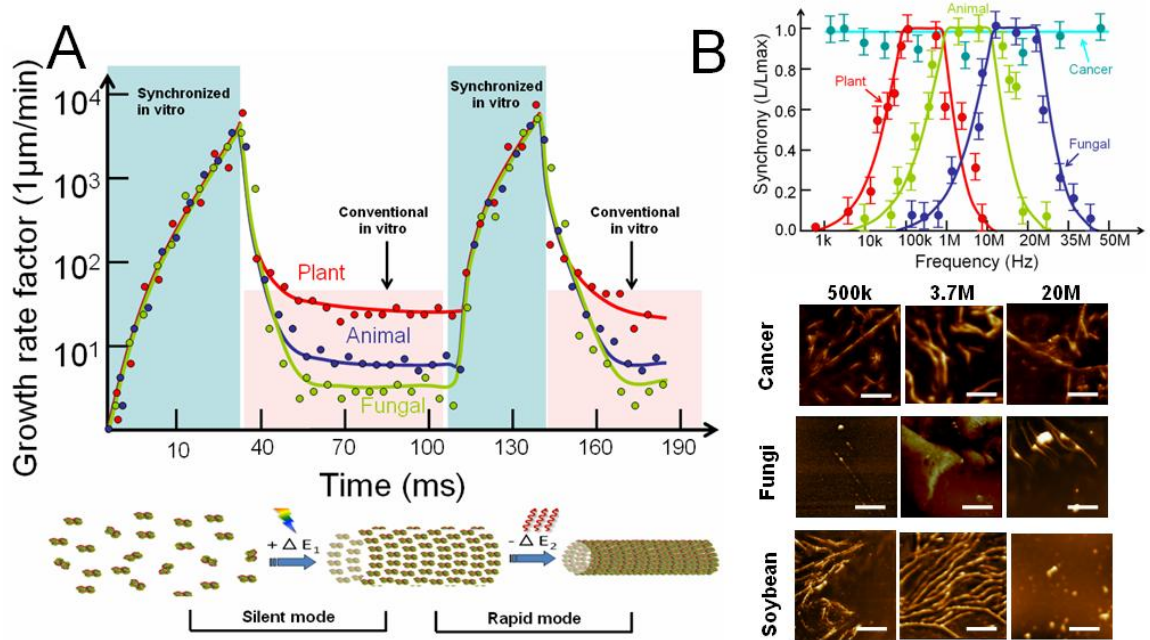 A
Growth rate factor (1μm/min)
10⁴
10³
10²
10¹
Synchronized
in vitro
Synchronized
in vitro
Conventional
in vitro
Conventional
in vitro
Plant
Animal
Fungal
10 40 70 100 130 160 190
Time (ms)
+ △ E₁
- △ E₂
Silent mode
Rapid mode
B
Synchrony (L/Lmax)
1.0
0.8
0.6
0.4
0.2
0.0
Animal
Plant
Cancer
Fungal
1k 10k 100k 1M 10M 20M 35M 50M
Frequency (Hz)
500k 3.7M 20M
Cancer
Fungi
Soybean